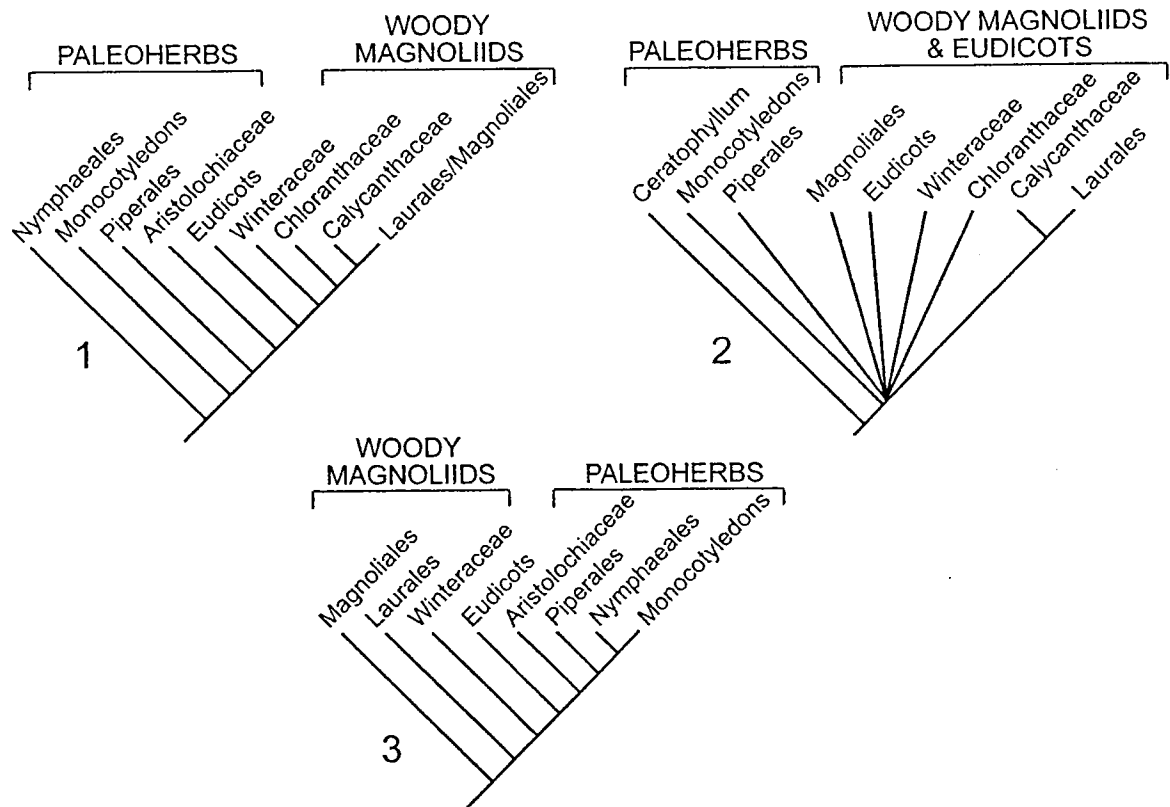 PALEOHERBS
WOODY
MAGNOLIIDS
Nymphaeales
Monocotyledons
Piperales
Aristolochiaceae
Eudicots
Winteraceae
Chloranthaceae
Calycanthaceae
Laurales/Magnoliales
1
PALEOHERBS
WOODY MAGNOLIIDS
& EUDICOTS
Ceratophyllum
Monocotyledons
Piperales
Magnoliales
Eudicots
Winteraceae
Chloranthaceae
Calycanthaceae
Laurales
2
WOODY
MAGNOLIIDS
PALEOHERBS
Magnoliales
Laurales
Winteraceae
Eudicots
Aristolochiaceae
Piperales
Nymphaeales
Monocotyledons
3